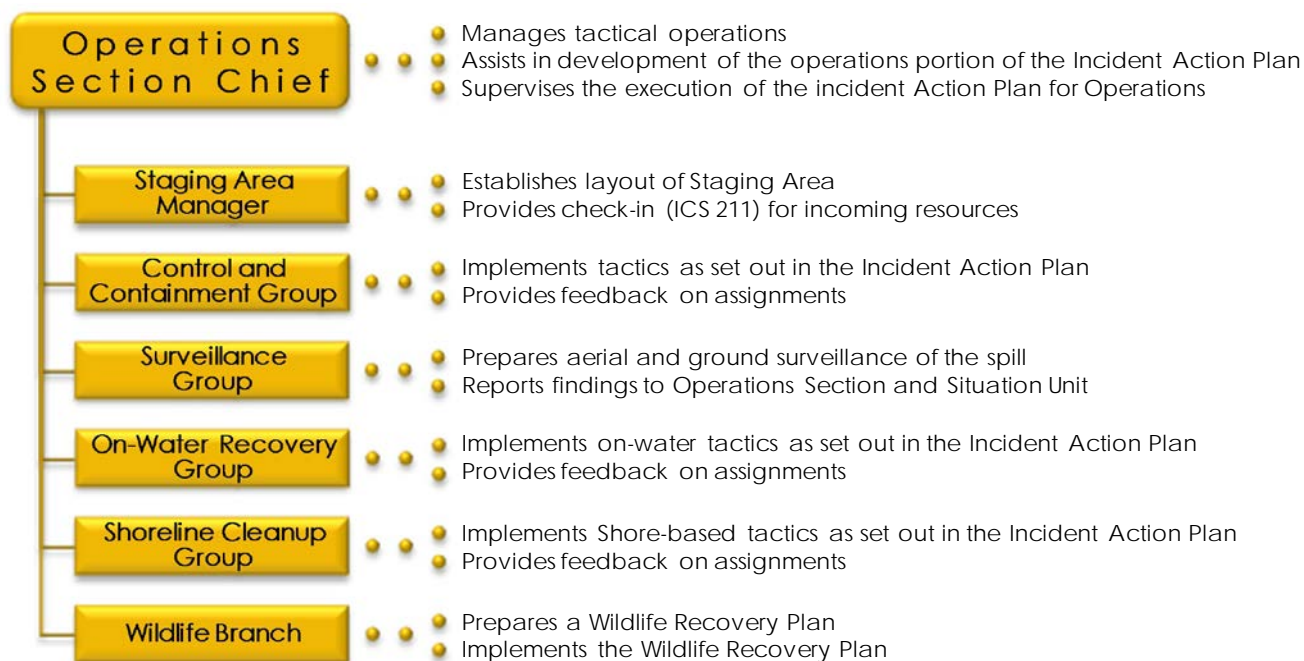 Operations
Section Chief
Manages tactical operations
Assists in development of the operations portion of the Incident Action Plan
Supervises the execution of the incident Action Plan for Operations
Staging Area
Manager
Establishes layout of Staging Area
Provides check-in (ICS 211) for incoming resources
Control and
Containment Group
Implements tactics as set out in the Incident Action Plan
Provides feedback on assignments
Surveillance
Group
Prepares aerial and ground surveillance of the spill
Reports findings to Operations Section and Situation Unit
On-Water Recovery
Group
Implements on-water tactics as set out in the Incident Action Plan
Provides feedback on assignments
Shoreline Cleanup
Group
Implements Shore-based tactics as set out in the Incident Action Plan
Provides feedback on assignments
Wildlife Branch
Prepares a Wildlife Recovery Plan
Implements the Wildlife Recovery Plan